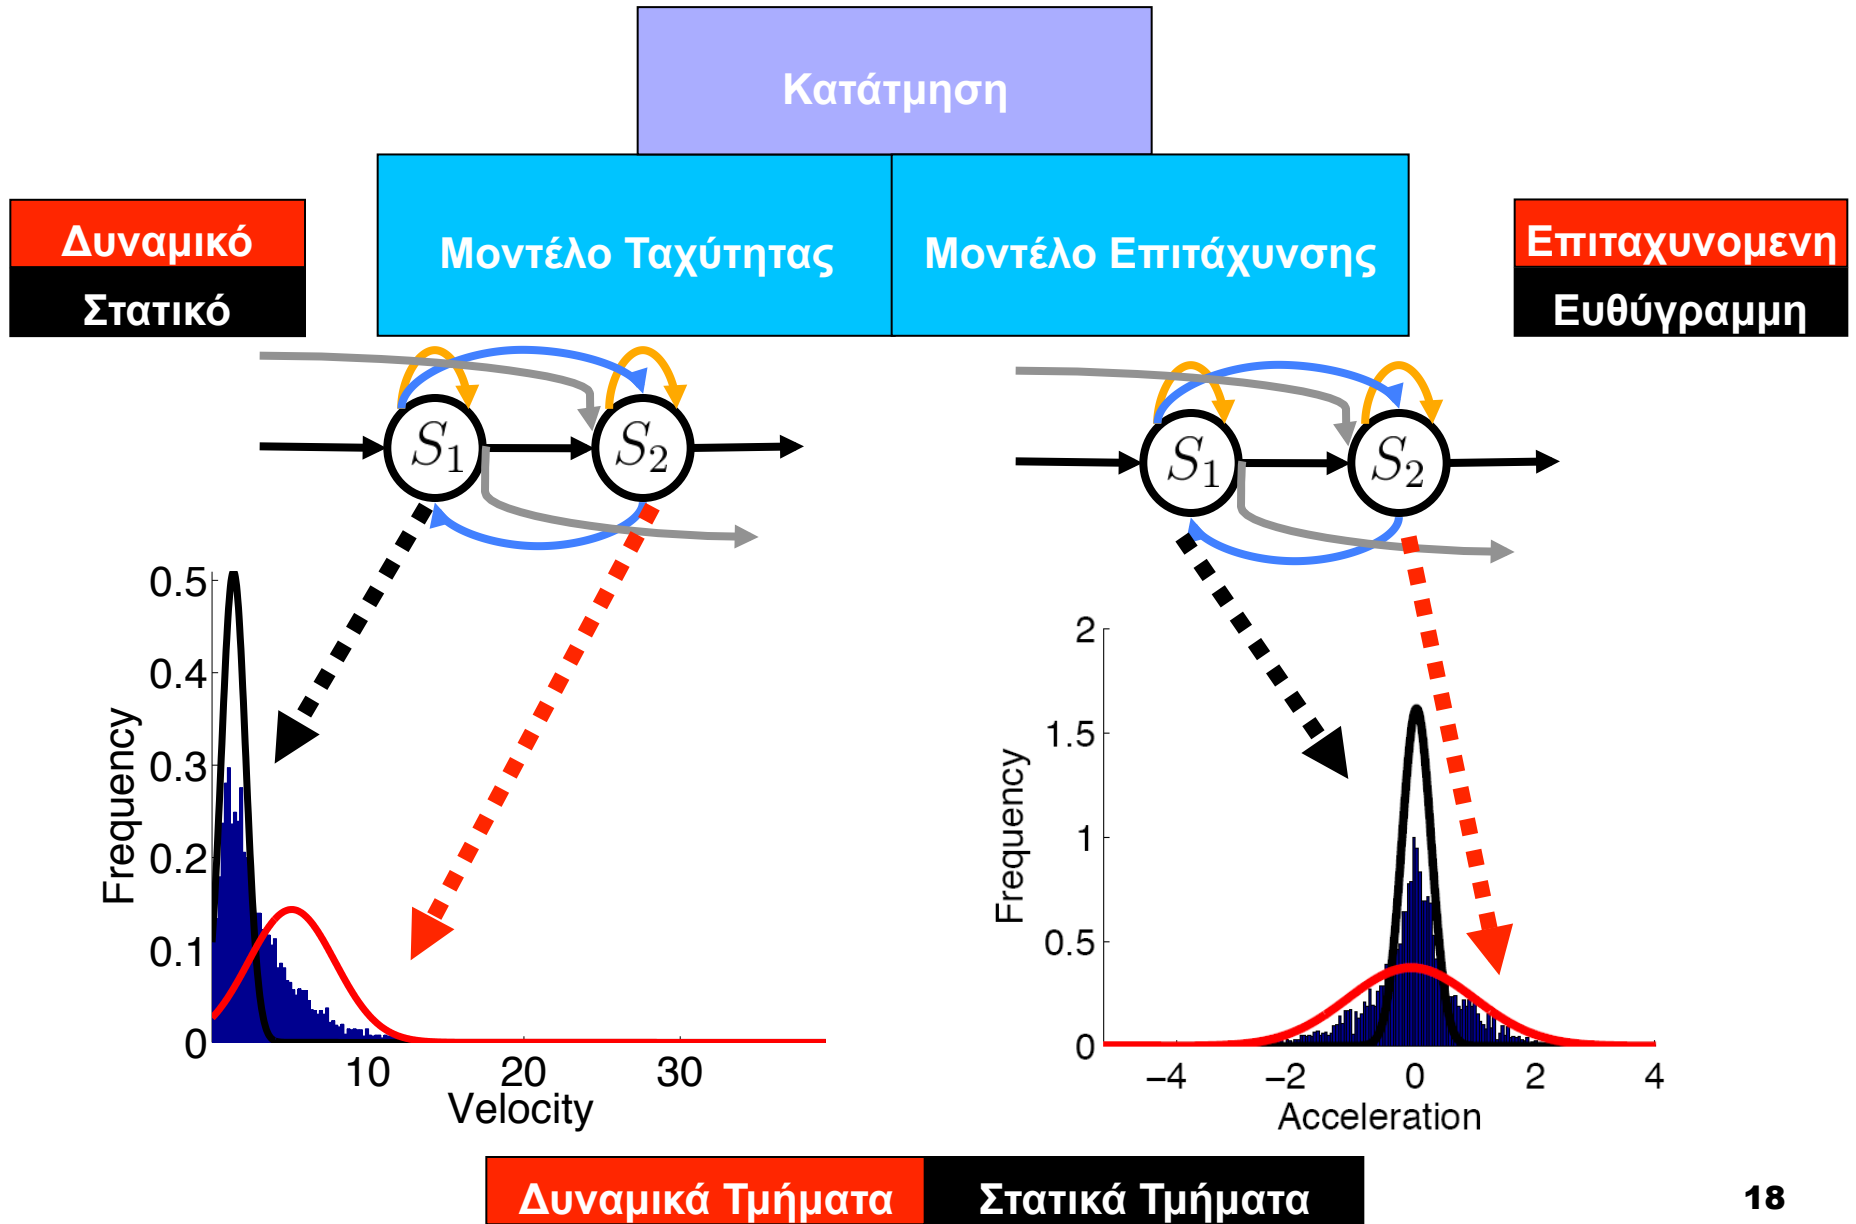 Κατάτμηση
Μοντέλο Ταχύτητας
Μοντέλο Επιτάχυνσης
Δυναμικό
Στατικό
Επιταχυνομενη
Ευθύγραμμη
S1
S2
S1
S2
0.5
0.4
0.3
0.2
0.1
0
Frequency
10 20 30
Velocity
2
1.5
1
0.5
0
Frequency
−4 −2 0 2 4
Acceleration
Δυναμικά Τμήματα
Στατικά Τμήματα
18